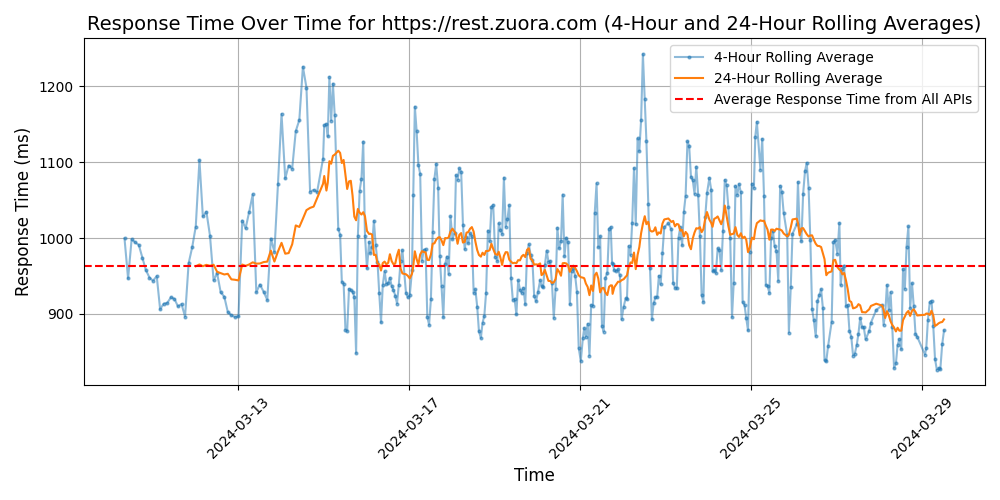 Response Time Over Time for https://rest.zuora.com (4-Hour and 24-Hour Rolling Averages)
4-Hour Rolling Average
24-Hour Rolling Average
Average Response Time from All APIs
Response Time (ms)
1200
1100
1000
900
2024-03-13
2024-03-17
2024-03-21
2024-03-25
2024-03-29
Time